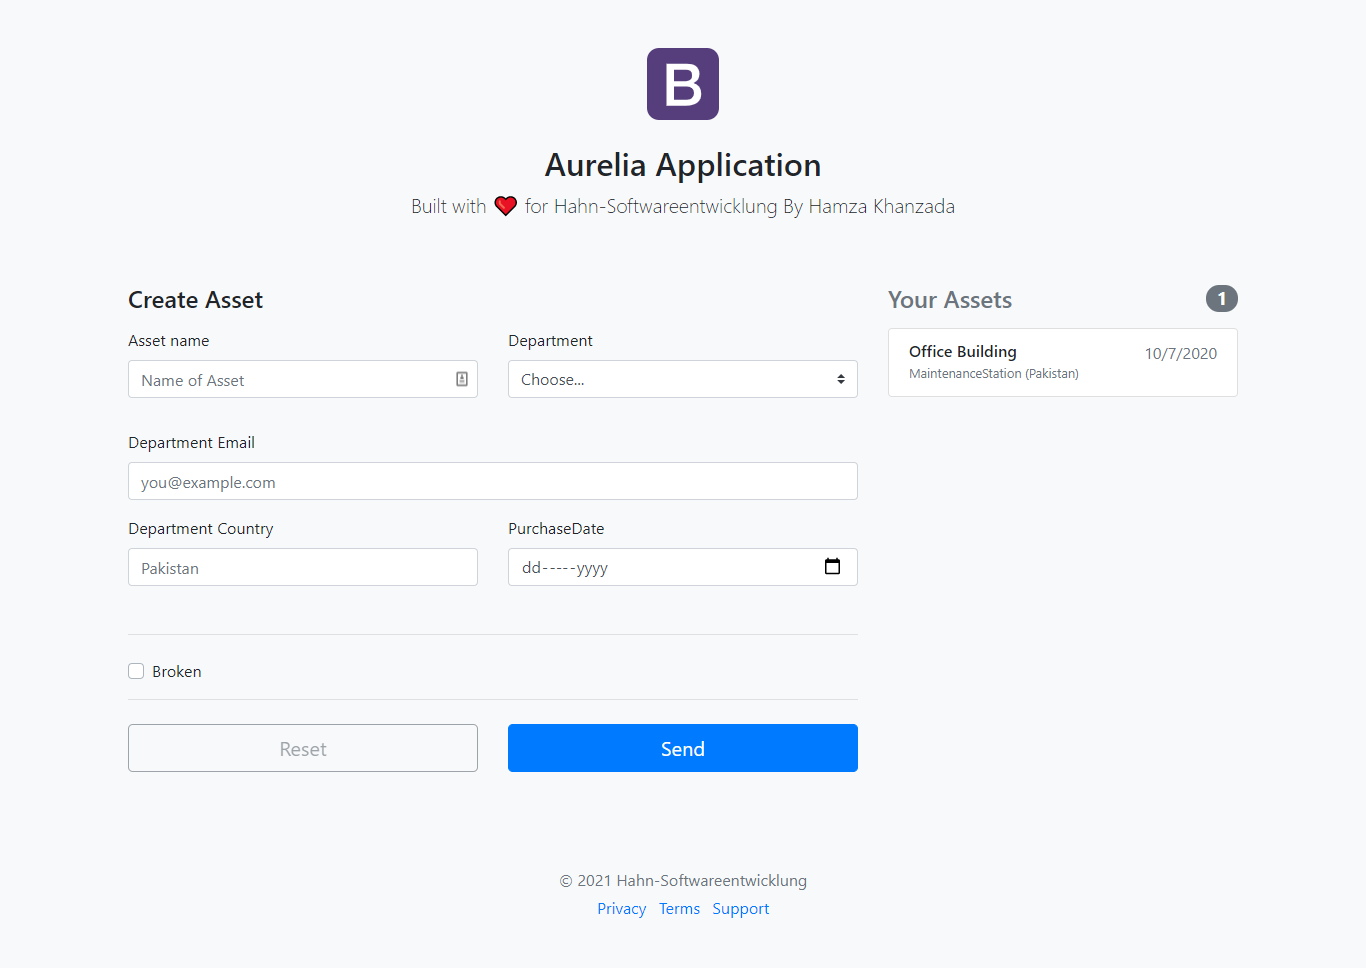 B
Aurelia Application
Built with ❤️ for Hahn-Softwareentwicklung By Hamza Khanzada
Create Asset
Asset name
Name of Asset
Department
Choose...
Department Email
you@example.com
Department Country
Pakistan
PurchaseDate
dd-----yyyy
Broken
Reset
Send
Your Assets
1
Office Building
10/7/2020
MaintenanceStation (Pakistan)
© 2021 Hahn-Softwareentwicklung
Privacy Terms Support